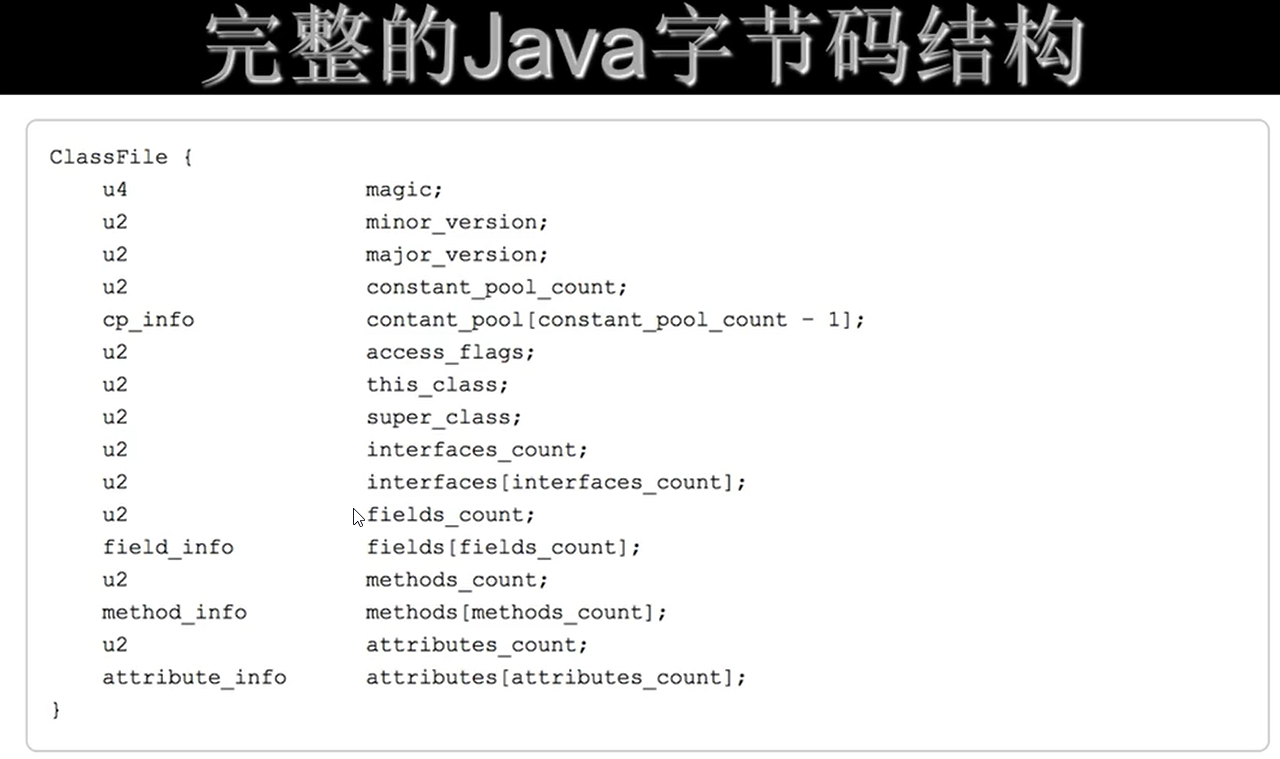 完整的Java字节码结构
ClassFile {
u4 magic;
u2 minor_version;
u2 major_version;
u2 constant_pool_count;
cp_info contant_pool[constant_pool_count - 1];
u2 access_flags;
u2 this_class;
u2 super_class;
u2 interfaces_count;
u2 interfaces[interfaces_count];
u2 fields_count;
field_info fields[fields_count];
u2 methods_count;
method_info methods[methods_count];
u2 attributes_count;
attribute_info attributes[attributes_count];
}